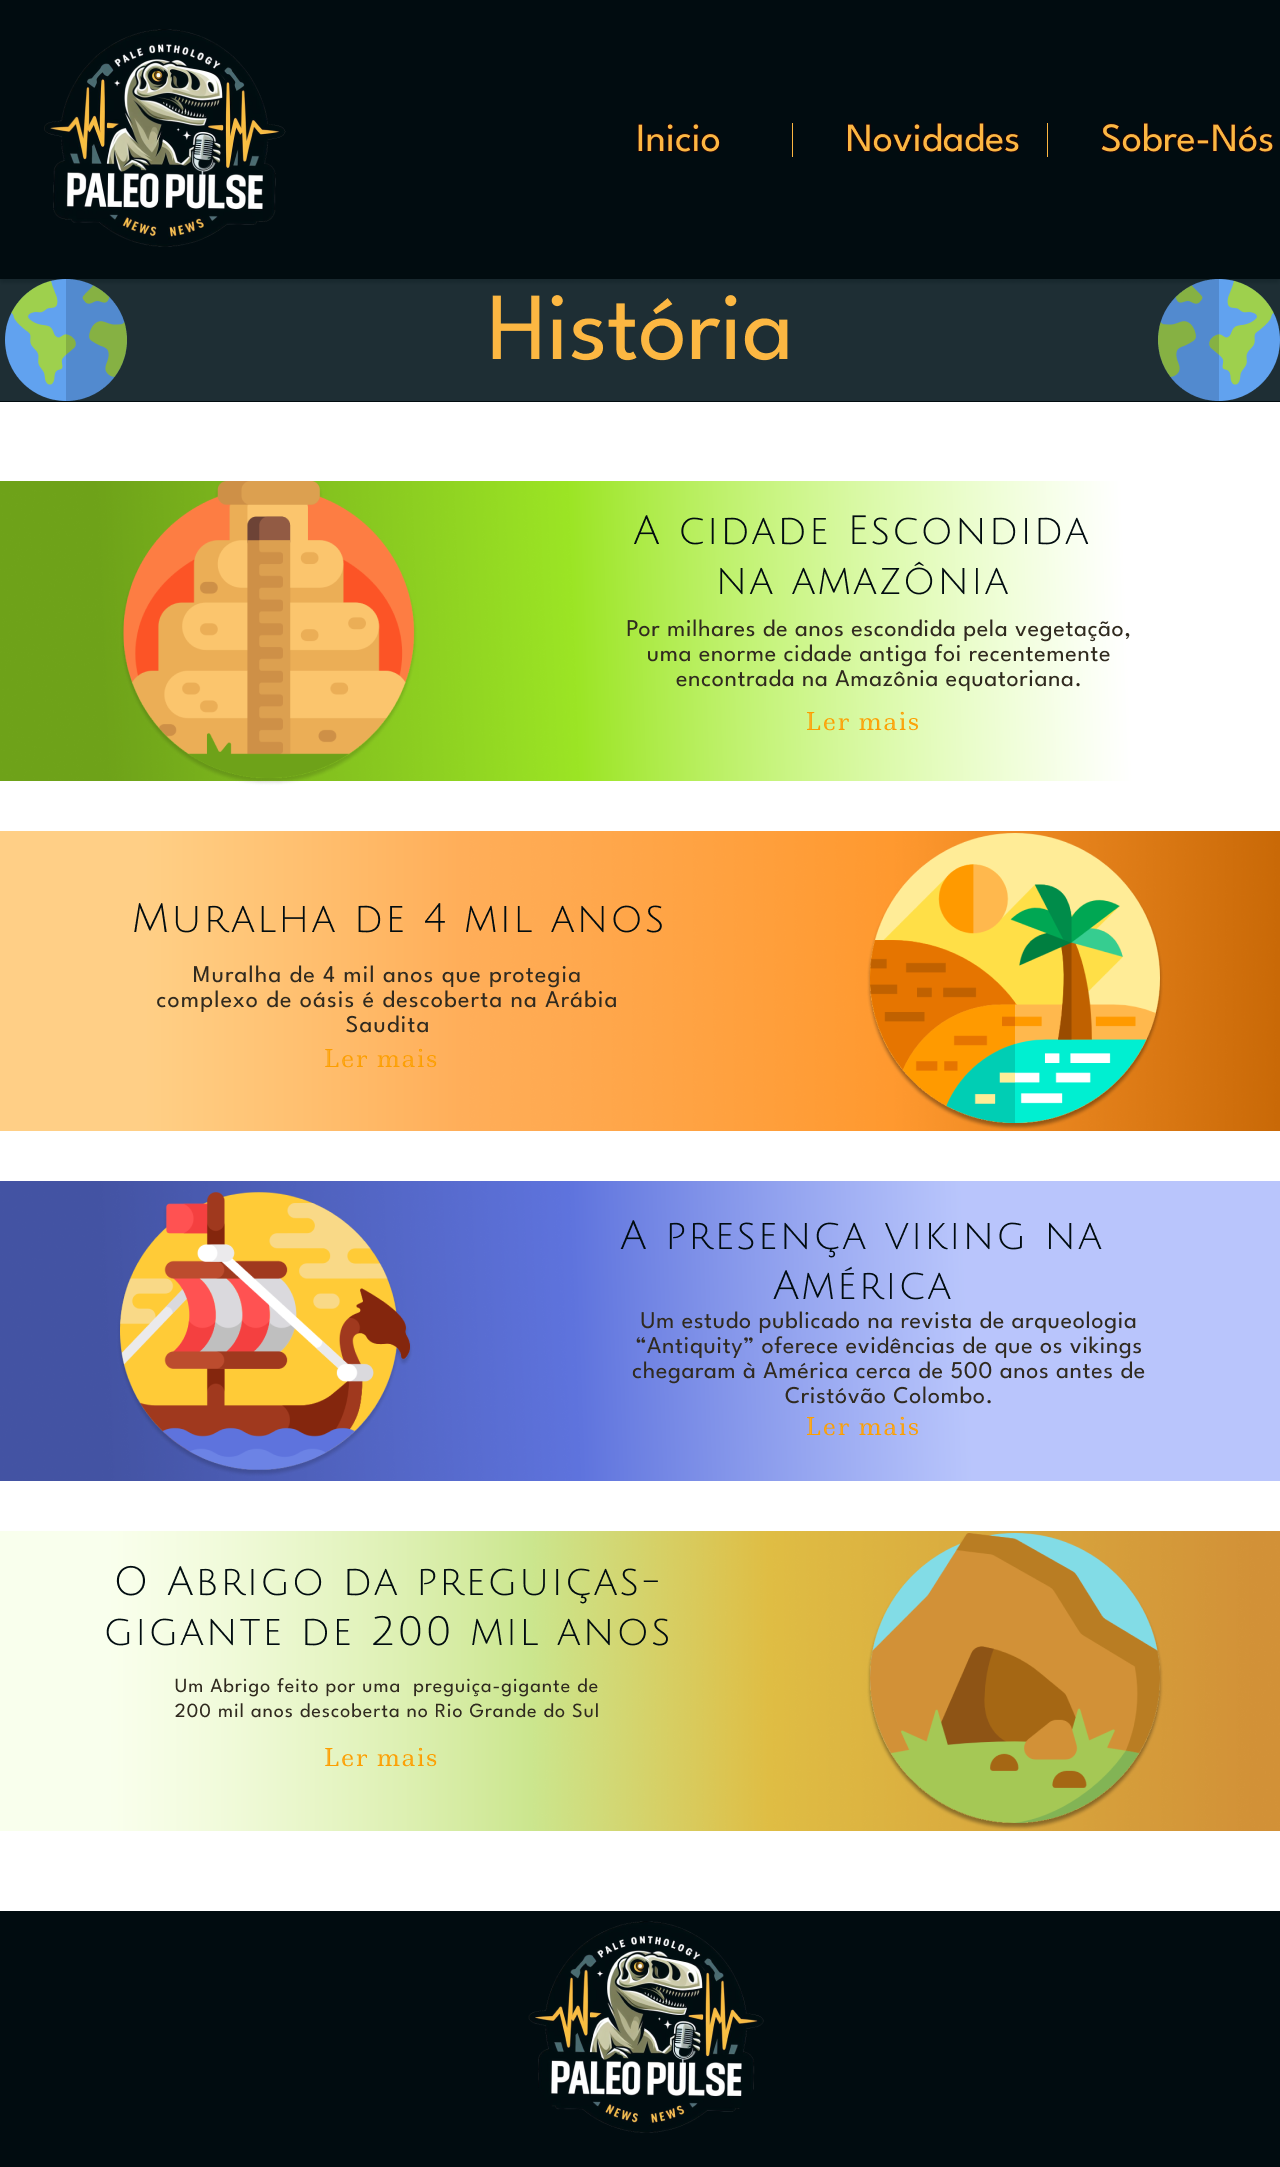 PALE ONTHOLOGY
PALEO PULSE
NEWS NEWS
Inicio
Novidades
Sobre-Nós
História
A cidade Escondida
na amazônia
Por milhares de anos escondida pela vegetação,
uma enorme cidade antiga foi recentemente
encontrada na Amazônia equatoriana.
Ler mais
Muralha de 4 mil anos
Muralha de 4 mil anos que protegia
complexo de oásis é descoberta na Arábia
Saudita
Ler mais
A presença viking na
América
Um estudo publicado na revista de arqueologia
“Antiquity” oferece evidências de que os vikings
chegaram à América cerca de 500 anos antes de
Cristóvão Colombo.
Ler mais
O Abrigo da preguiças-
gigante de 200 mil anos
Um Abrigo feito por uma  preguiça-gigante de
200 mil anos descoberta no Rio Grande do Sul
Ler mais
PALE ONTHOLOGY
PALEO PULSE
NEWS NEWS